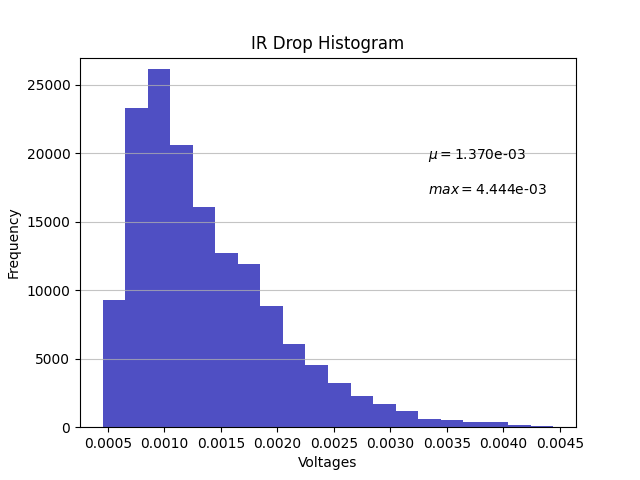 IR Drop Histogram
Frequency
25000
20000
15000
10000
5000
0
μ = 1.370e-03
max = 4.444e-03
0.0005 0.0010 0.0015 0.0020 0.0025 0.0030 0.0035 0.0040 0.0045
Voltages